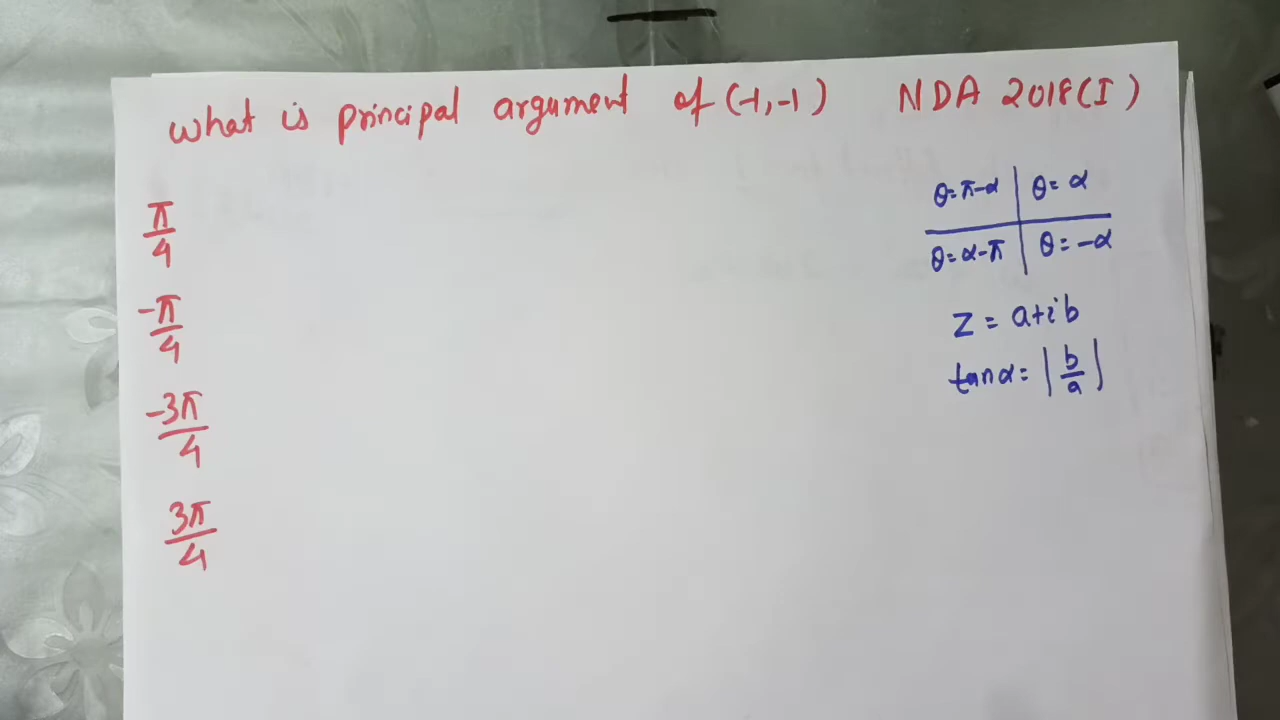 What is principal argument of (-1,-1) NDA 2018(I)
π/4
-π/4
-3π/4
3π/4
θ=π-α | θ=α
θ=α-π | θ=-α
z = a+ib
tanα = |b/a|